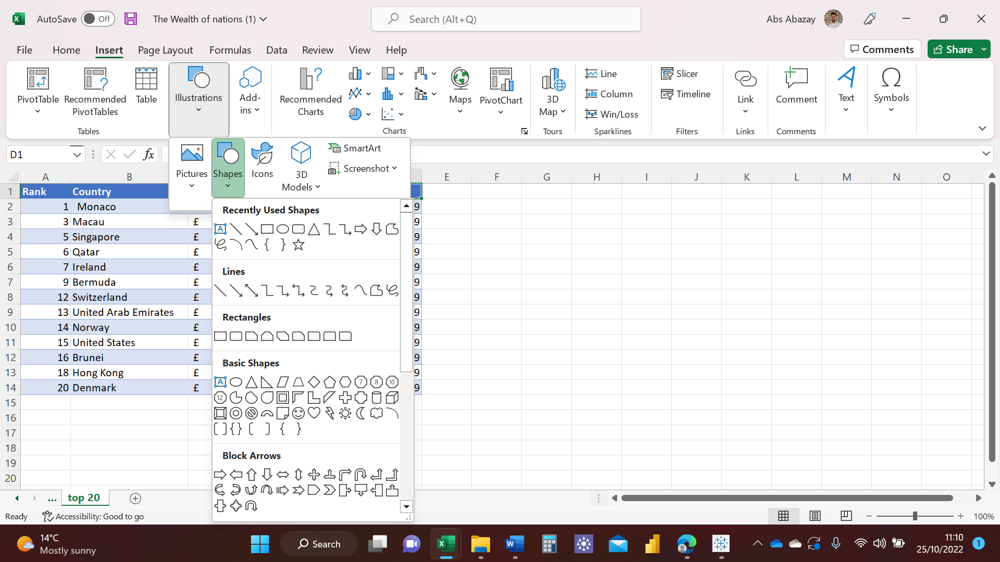 AutoSave Off The Wealth of nations (1) Search (Alt+Q) Abs Abazay
File Home Insert Page Layout Formulas Data Review View Help Comments Share
PivotTable Recommended PivotTables Table Illustrations Add-ins Recommended Charts Maps PivotChart 3D Map Line Column Win/Loss Slicer Timeline Link Comment Text Symbols
Tables Charts Tours Sparklines Filters Links Comments
D1 fx
Pictures Shapes Icons 3D Models SmartArt Screenshot
A B E F G H I J K L M N O
1 Rank Country
2 1 Monaco 9
3 3 Macau £ 9
4 5 Singapore £ 9
5 6 Qatar £ 9
6 7 Ireland £ 9
7 9 Bermuda £ 9
8 12 Switzerland £ 9
9 13 United Arab Emirates £ 9
10 14 Norway £ 9
11 15 United States £ 9
12 16 Brunei £ 9
13 18 Hong Kong £ 9
14 20 Denmark £ 9
15
16
17
18
19
20
Recently Used Shapes
A
Lines
Rectangles
Basic Shapes
A 7 8 10
12
Block Arrows
... top 20
Ready Accessibility: Good to go 100%
14°C
Mostly sunny
Search
11:10
25/10/2022
1